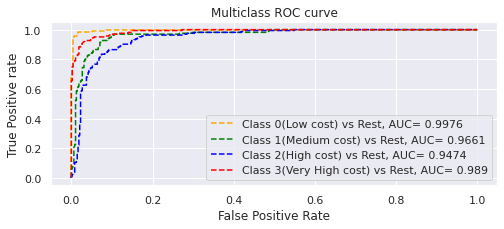 Multiclass ROC curve
True Positive rate
1.0
0.8
0.6
0.4
0.2
0.0
Class 0(Low cost) vs Rest, AUC= 0.9976
Class 1(Medium cost) vs Rest, AUC= 0.9661
Class 2(High cost) vs Rest, AUC= 0.9474
Class 3(Very High cost) vs Rest, AUC= 0.989
0.0 0.2 0.4 0.6 0.8 1.0
False Positive Rate